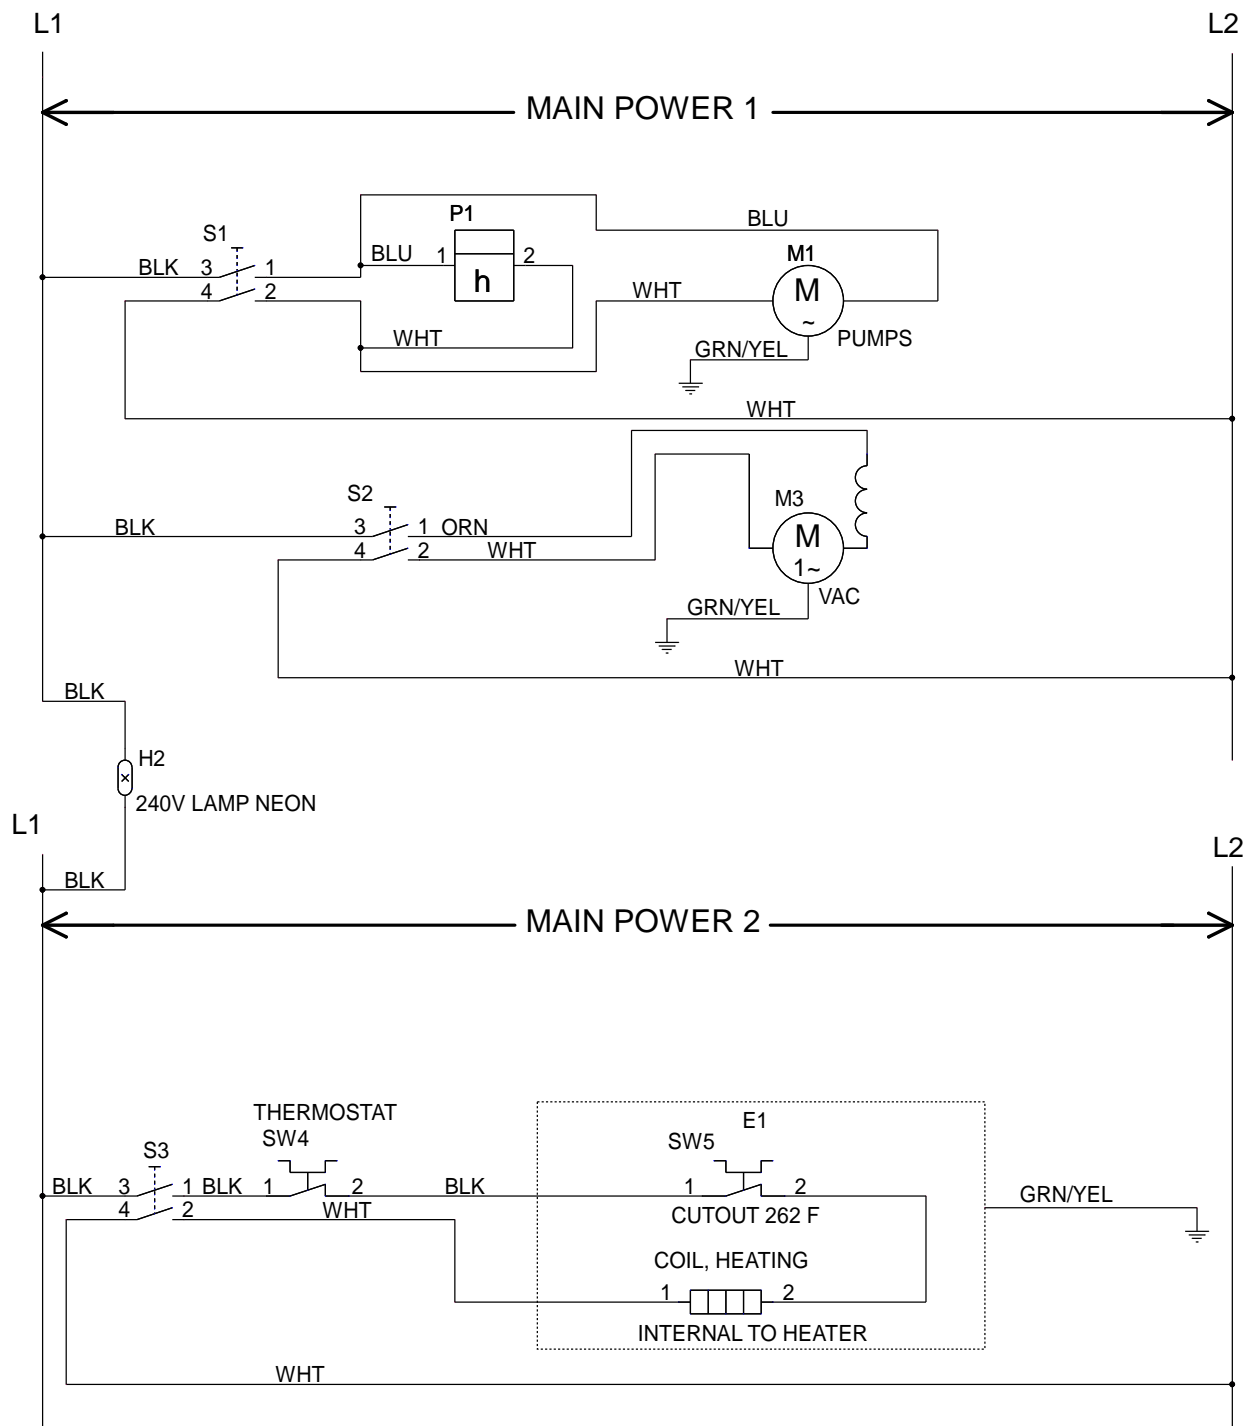 L1
L2
MAIN POWER 1
P1
BLU
S1
M1
BLK
3
1
BLU
1
2
h
4
2
WHT
M
~
PUMPS
WHT
GRN/YEL
WHT
S2
M3
BLK
3
1
ORN
4
2
WHT
M
1~
VAC
GRN/YEL
WHT
BLK
H2
240V LAMP NEON
L1
L2
BLK
MAIN POWER 2
THERMOSTAT
SW4
E1
S3
SW5
BLK
3
1
BLK
1
2
BLK
1
2
GRN/YEL
4
2
WHT
CUTOUT 262 F
COIL, HEATING
1
2
INTERNAL TO HEATER
WHT